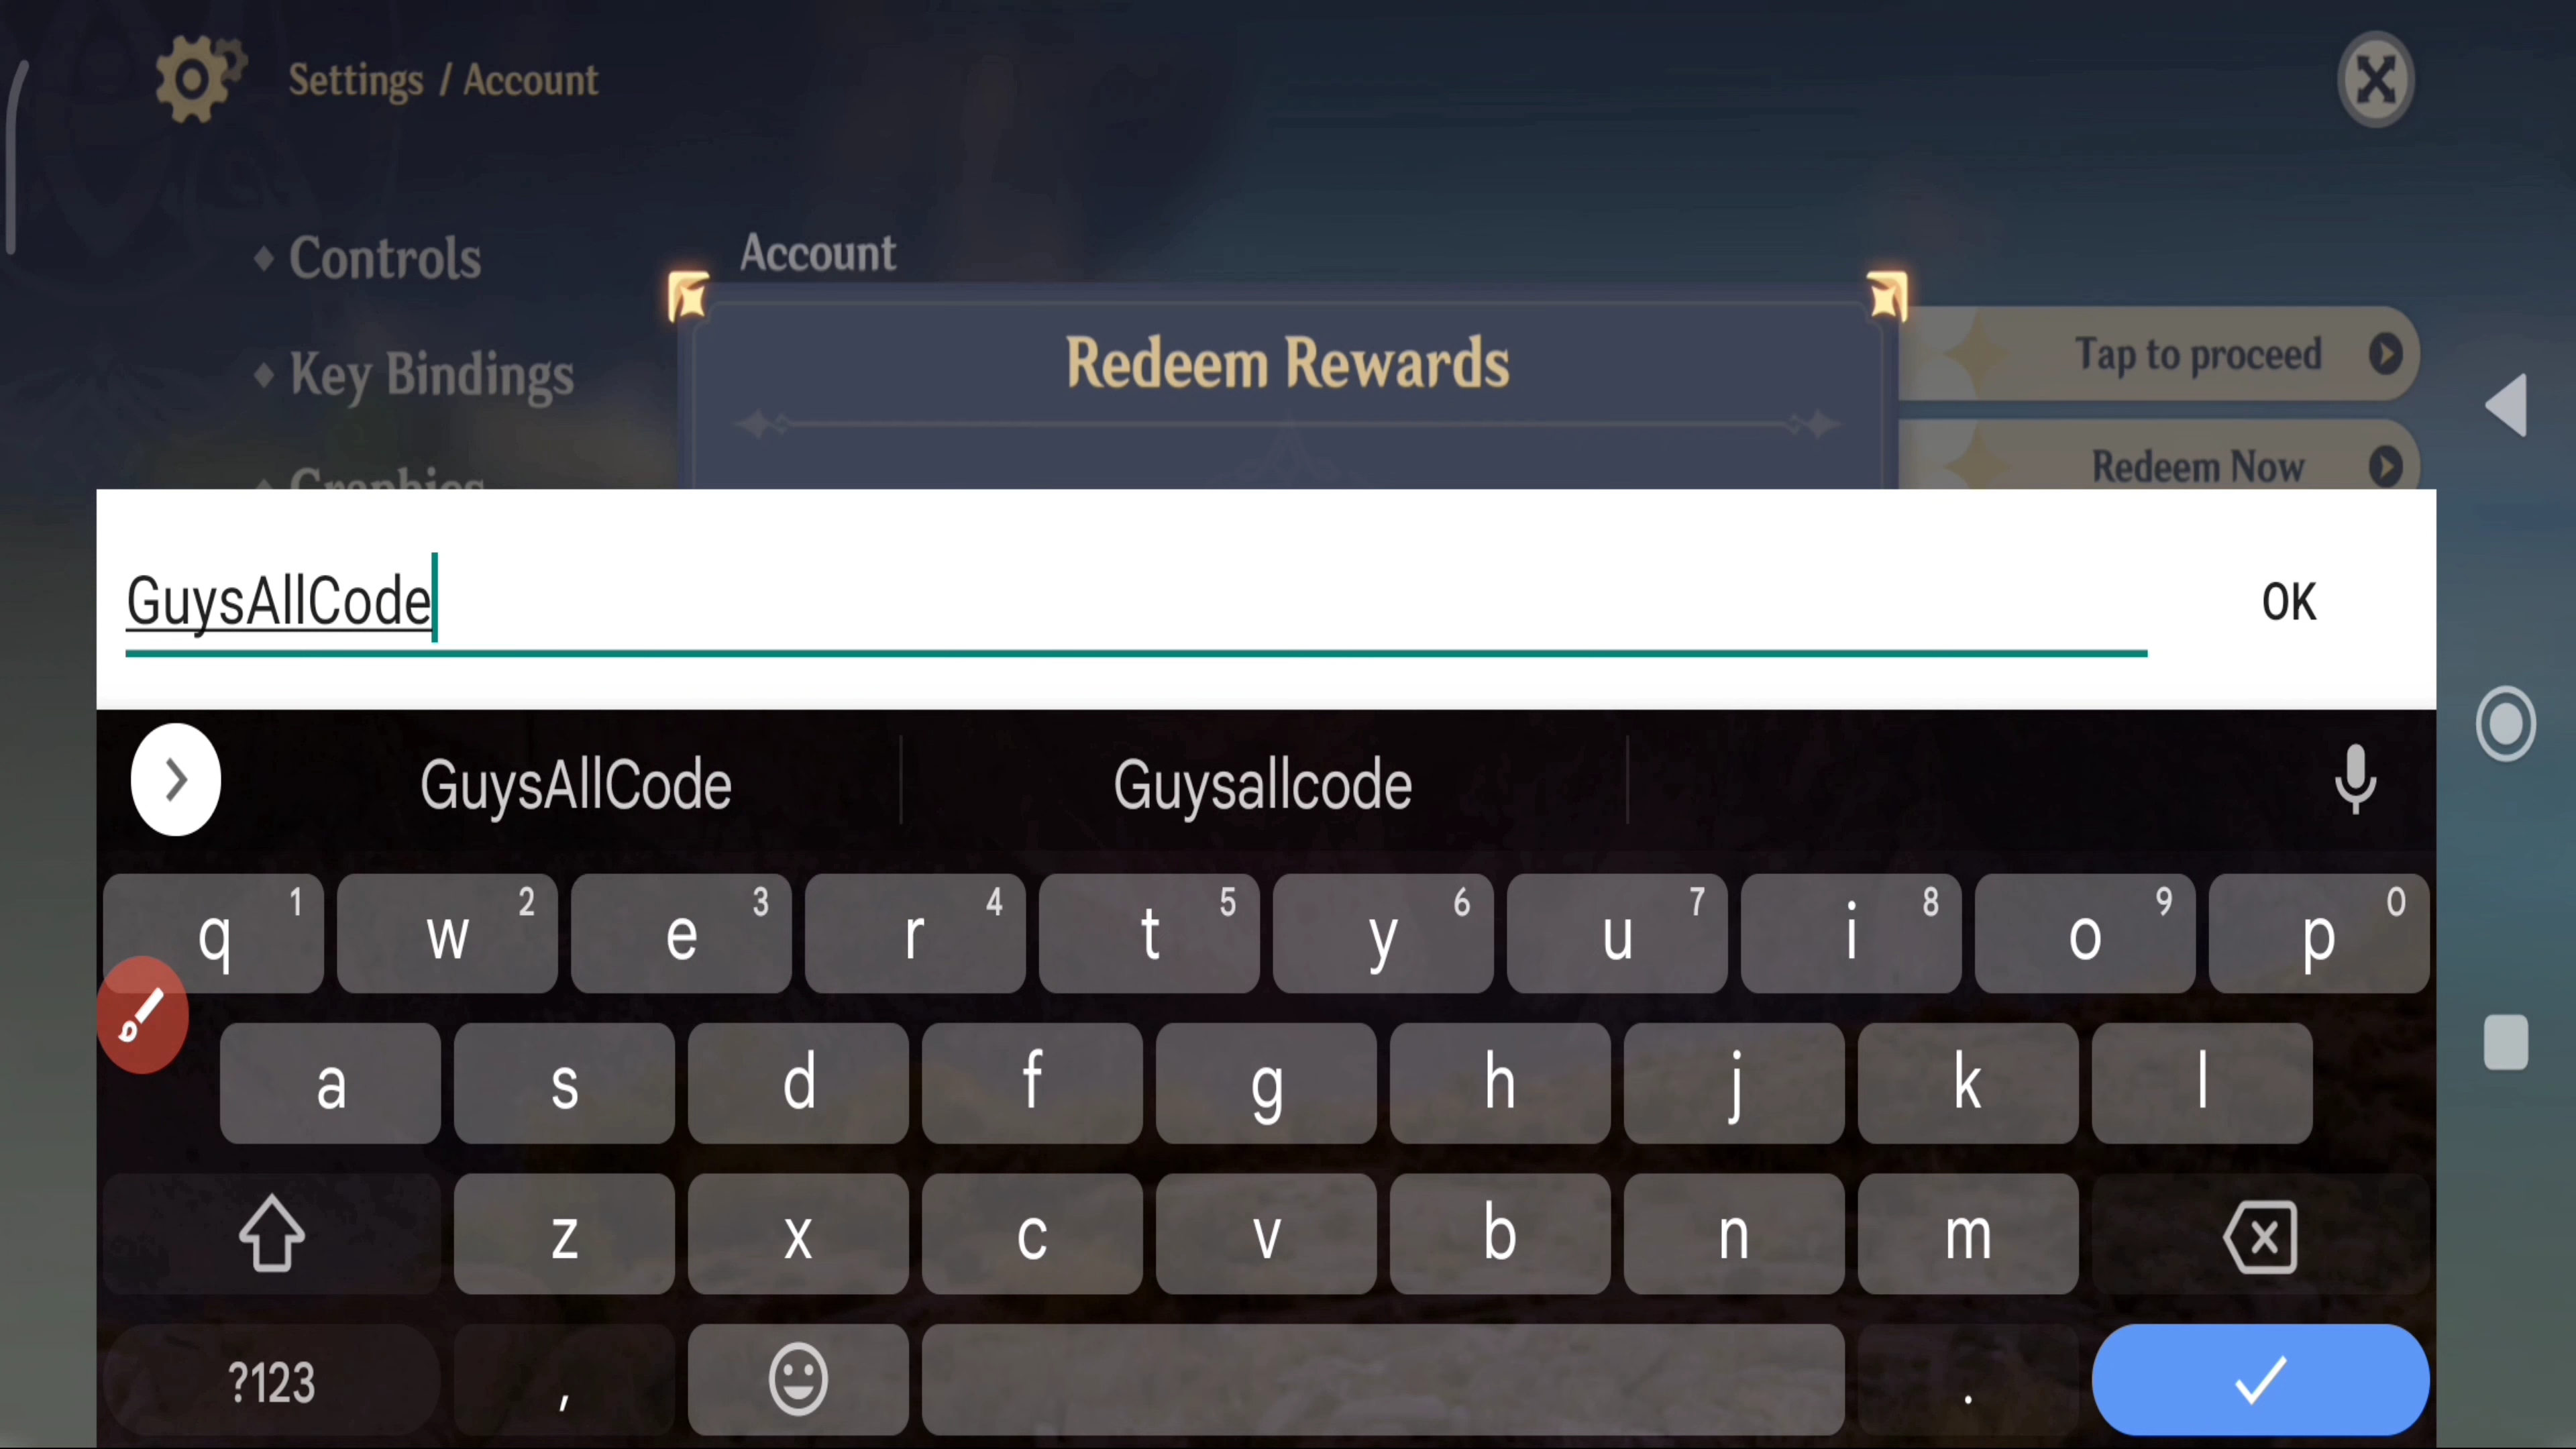 Settings / Account
Controls
Account
Key Bindings
Redeem Rewards
Tap to proceed
Graphics
Redeem Now
GuysAllCode
OK
GuysAllCode
Guysallcode
q 1 w 2 e 3 r 4 t 5 y 6 u 7 i 8 o 9 p 0
a s d f g h j k l
z x c v b n m
?123 , .